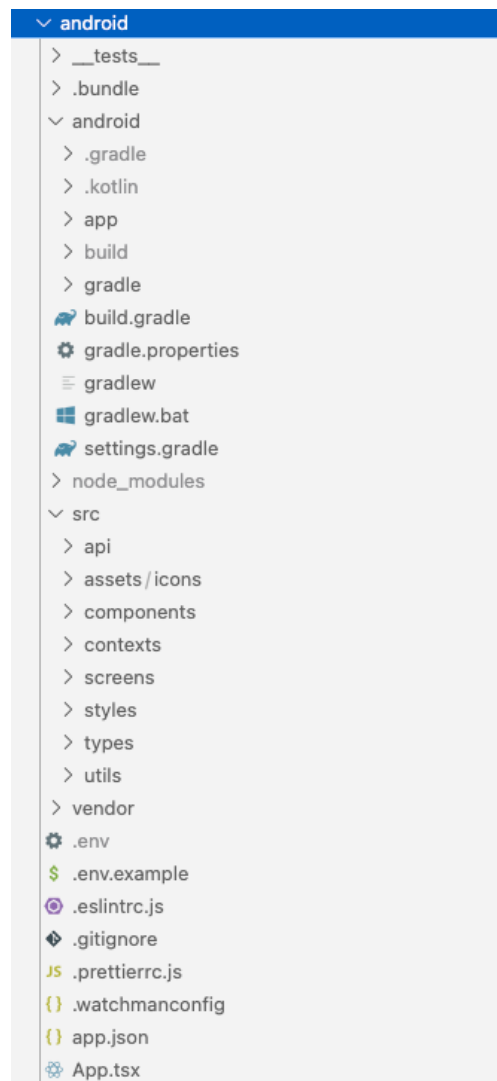 android
__tests__
.bundle
android
.gradle
.kotlin
app
build
gradle
build.gradle
gradle.properties
gradlew
gradlew.bat
settings.gradle
node_modules
src
api
assets/icons
components
contexts
screens
styles
types
utils
vendor
.env
$ .env.example
.eslintrc.js
.gitignore
JS .prettierrc.js
{} .watchmanconfig
{} app.json
App.tsx